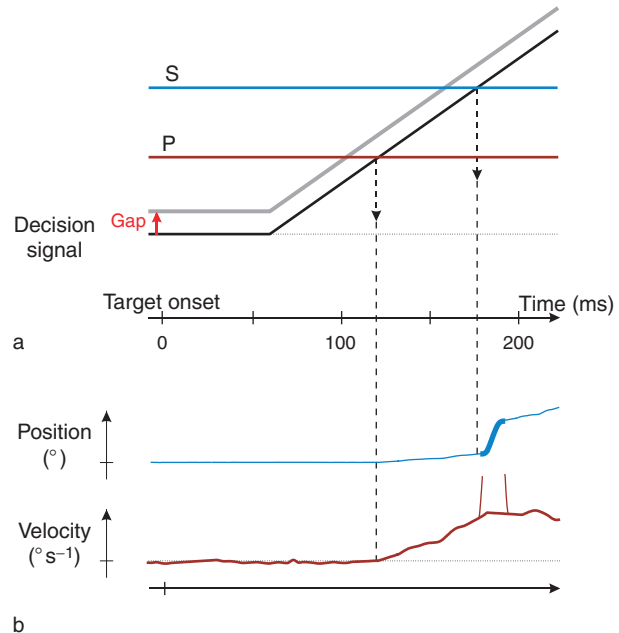 S
P
Gap
Decision
signal
Target onset
Time (ms)
0
100
200
a
Position
(°)
Velocity
(°s⁻¹)
b